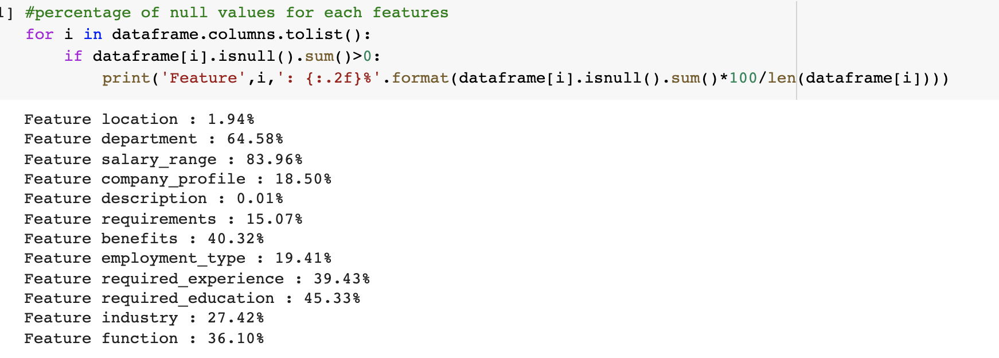 1] #percentage of null values for each features
for i in dataframe.columns.tolist():
    if dataframe[i].isnull().sum()>0:
        print('Feature',i,': {:.2f}%'.format(dataframe[i].isnull().sum()*100/len(dataframe[i])))
Feature location : 1.94%
Feature department : 64.58%
Feature salary_range : 83.96%
Feature company_profile : 18.50%
Feature description : 0.01%
Feature requirements : 15.07%
Feature benefits : 40.32%
Feature employment_type : 19.41%
Feature required_experience : 39.43%
Feature required_education : 45.33%
Feature industry : 27.42%
Feature function : 36.10%